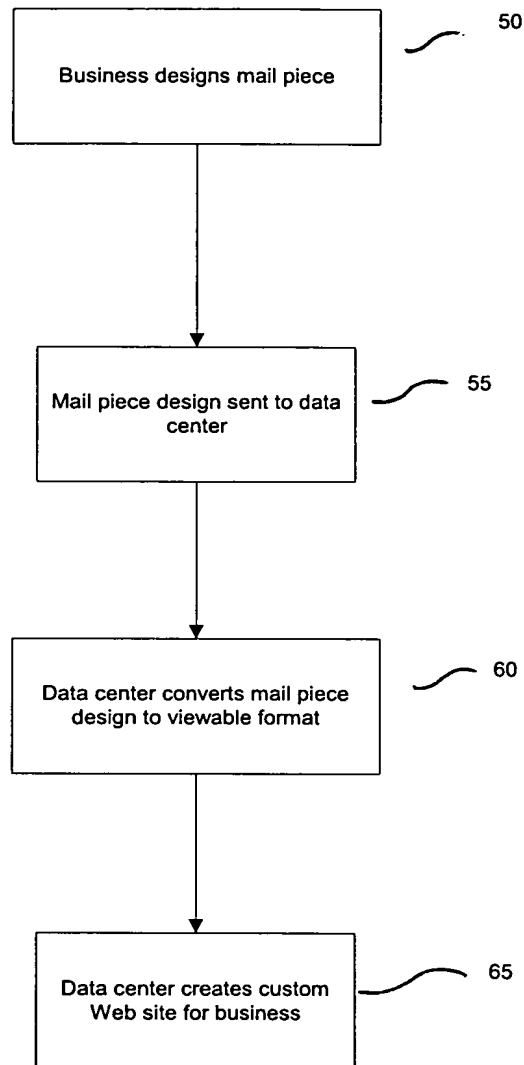 50
Business designs mail piece
55
Mail piece design sent to data
center
60
Data center converts mail piece
design to viewable format
65
Data center creates custom
Web site for business